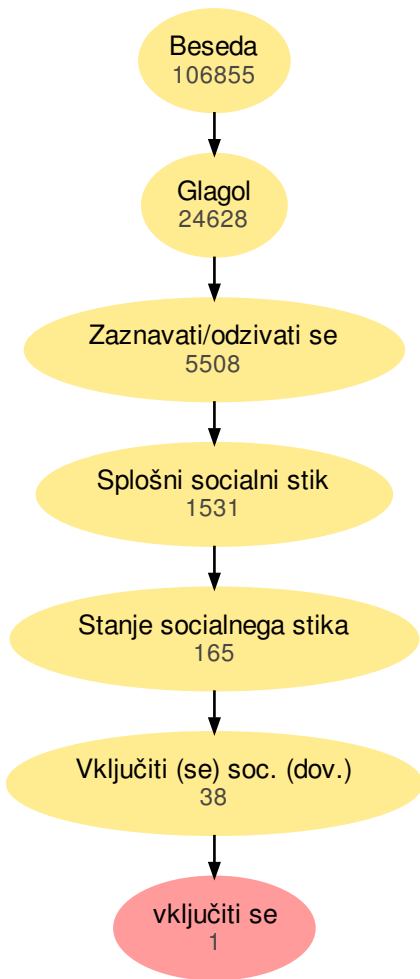 Beseda
106855
Glagol
24628
Zaznavati/odzivati se
5508
Splošni socialni stik
1531
Stanje socialnega stika
165
Vključiti (se) soc. (dov.)
38
vključiti se
1